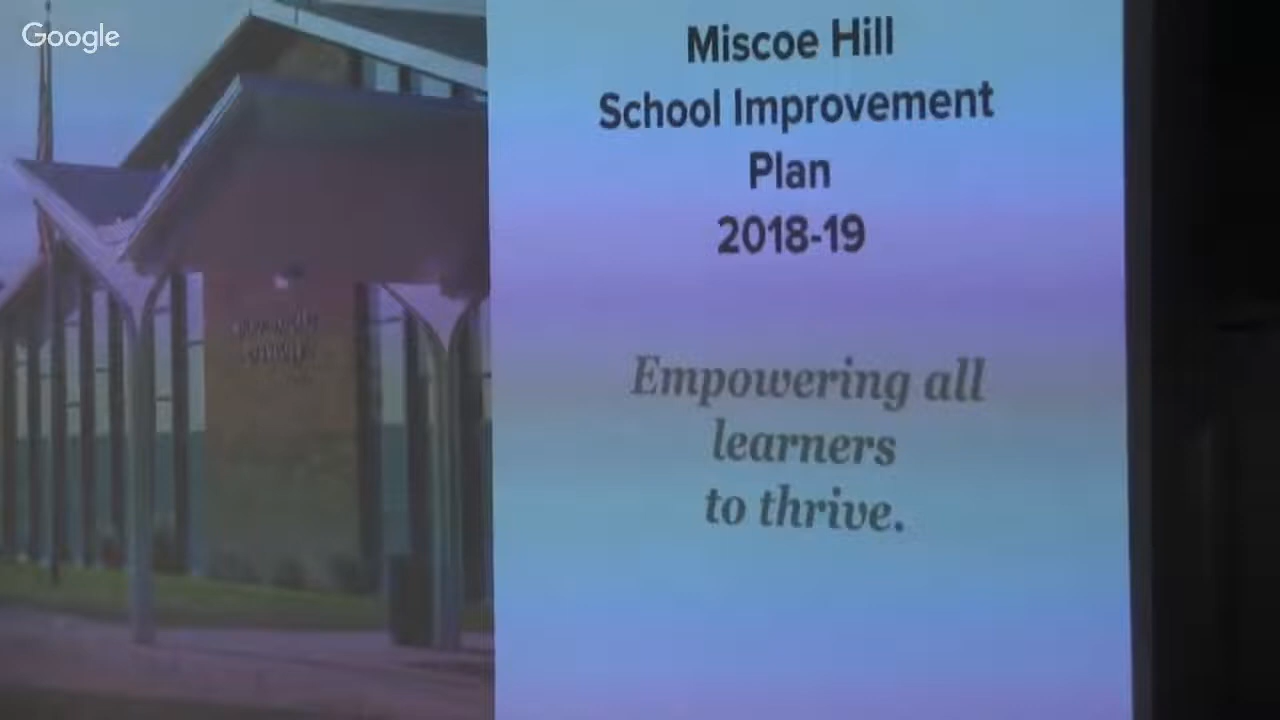 Google
Miscoe Hill
School Improvement
Plan
2018-19
Empowering all
learners
to thrive.